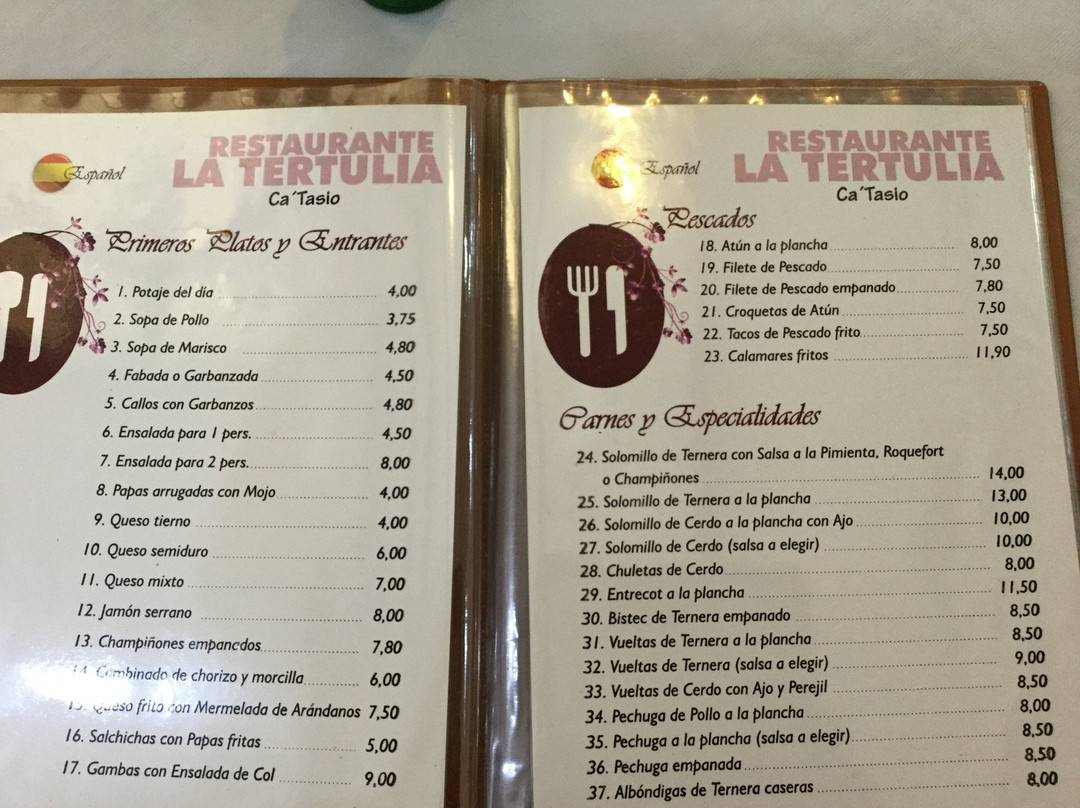 Español
RESTAURANTE
LA TERTULIA
Ca´Tasio
Primeros Platos y Entrantes
1. Potaje del día 4,00
2. Sopa de Pollo 3,75
3. Sopa de Marisco 4,80
4. Fabada o Garbanzada 4,50
5. Callos con Garbanzos 4,80
6. Ensalada para 1 pers. 4,50
7. Ensalada para 2 pers. 8,00
8. Papas arrugadas con Mojo 4,00
9. Queso tierno 4,00
10. Queso semiduro 6,00
11. Queso mixto 7,00
12. Jamón serrano 8,00
13. Champiñones empanados 7,80
14. Combinado de chorizo y morcilla 6,00
15. Queso frito con Mermelada de Arándanos 7,50
16. Salchichas con Papas fritas 5,00
17. Gambas con Ensalada de Col 9,00
Español
RESTAURANTE
LA TERTULIA
Ca´Tasio
Pescados
18. Atún a la plancha 8,00
19. Filete de Pescado 7,50
20. Filete de Pescado empanado 7,80
21. Croquetas de Atún 7,50
22. Tacos de Pescado frito 7,50
23. Calamares fritos 11,90
Carnes y Especialidades
24. Solomillo de Ternera con Salsa a la Pimienta, Roquefort
o Champiñones 14,00
25. Solomillo de Ternera a la plancha 13,00
26. Solomillo de Cerdo a la plancha con Ajo 10,00
27. Solomillo de Cerdo (salsa a elegir) 10,00
28. Chuletas de Cerdo 8,00
29. Entrecot a la plancha 11,50
30. Bistec de Ternera empanado 8,50
31. Vueltas de Ternera a la plancha 8,50
32. Vueltas de Ternera (salsa a elegir) 9,00
33. Vueltas de Cerdo con Ajo y Perejil 8,50
34. Pechuga de Pollo a la plancha 8,00
35. Pechuga a la plancha (salsa a elegir) 8,50
36. Pechuga empanada 8,50
37. Albóndigas de Ternera caseras 8,00